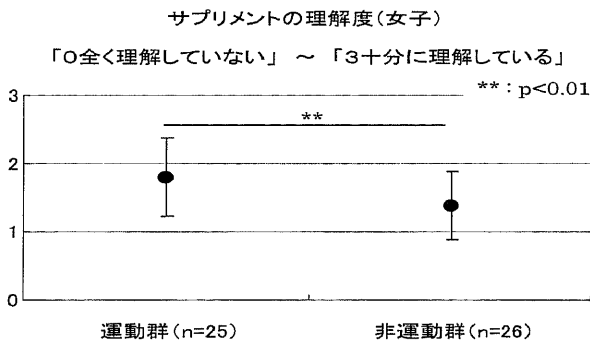 サプリメントの理解度(女子)
「0全く理解していない」 ~ 「3十分に理解している」
**:p<0.01
3
**
2
1
0
運動群(n=25)
非運動群(n=26)